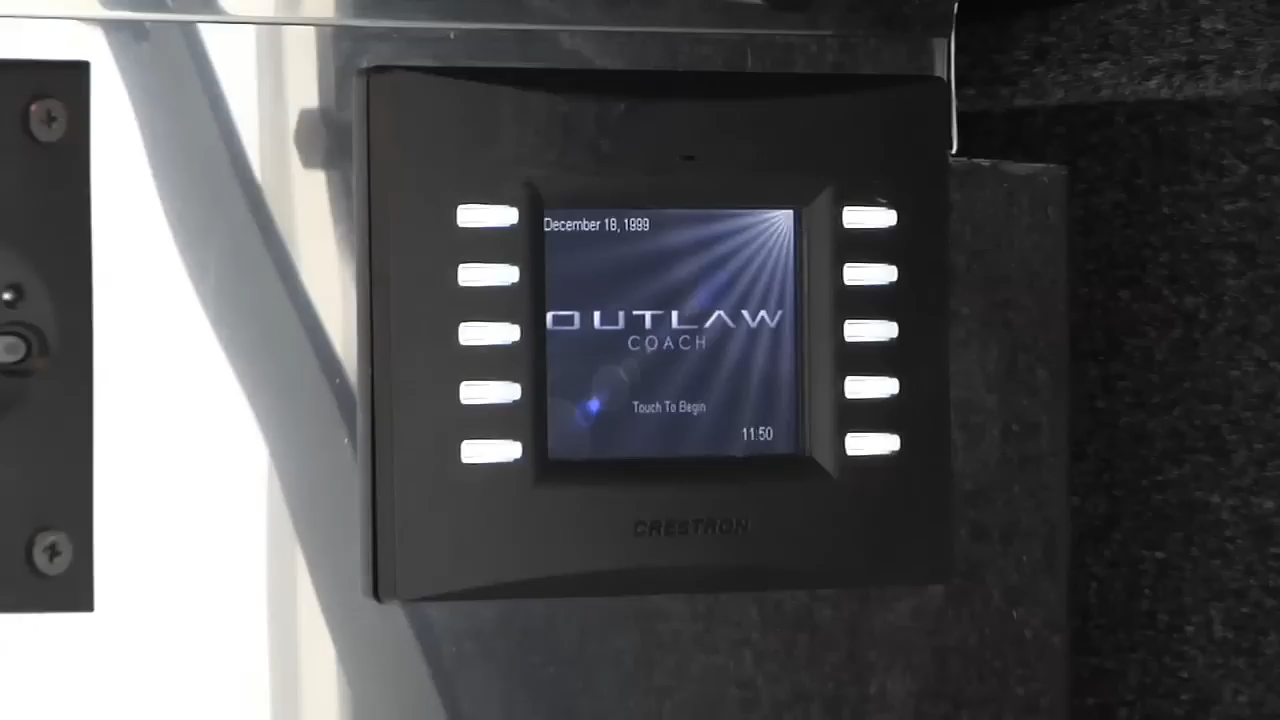 December 18, 1999
OUTLAW
COACH
Touch To Begin
11:50
CRESTRON